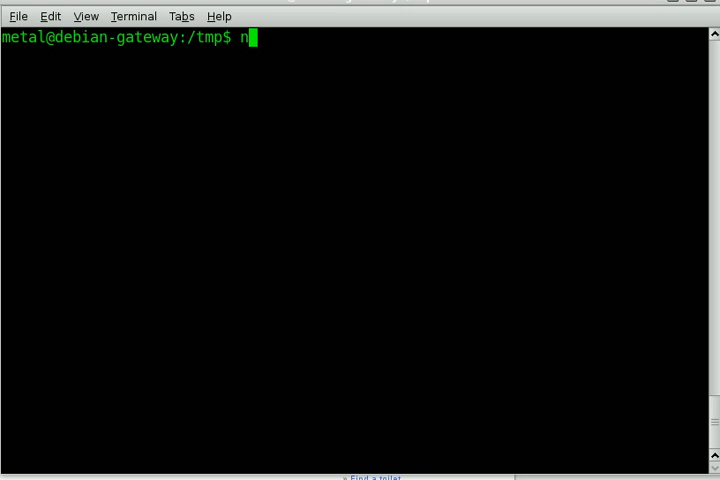 File Edit View Terminal Tabs Help
metal@debian-gateway:/tmp$ n
» Find a toilet